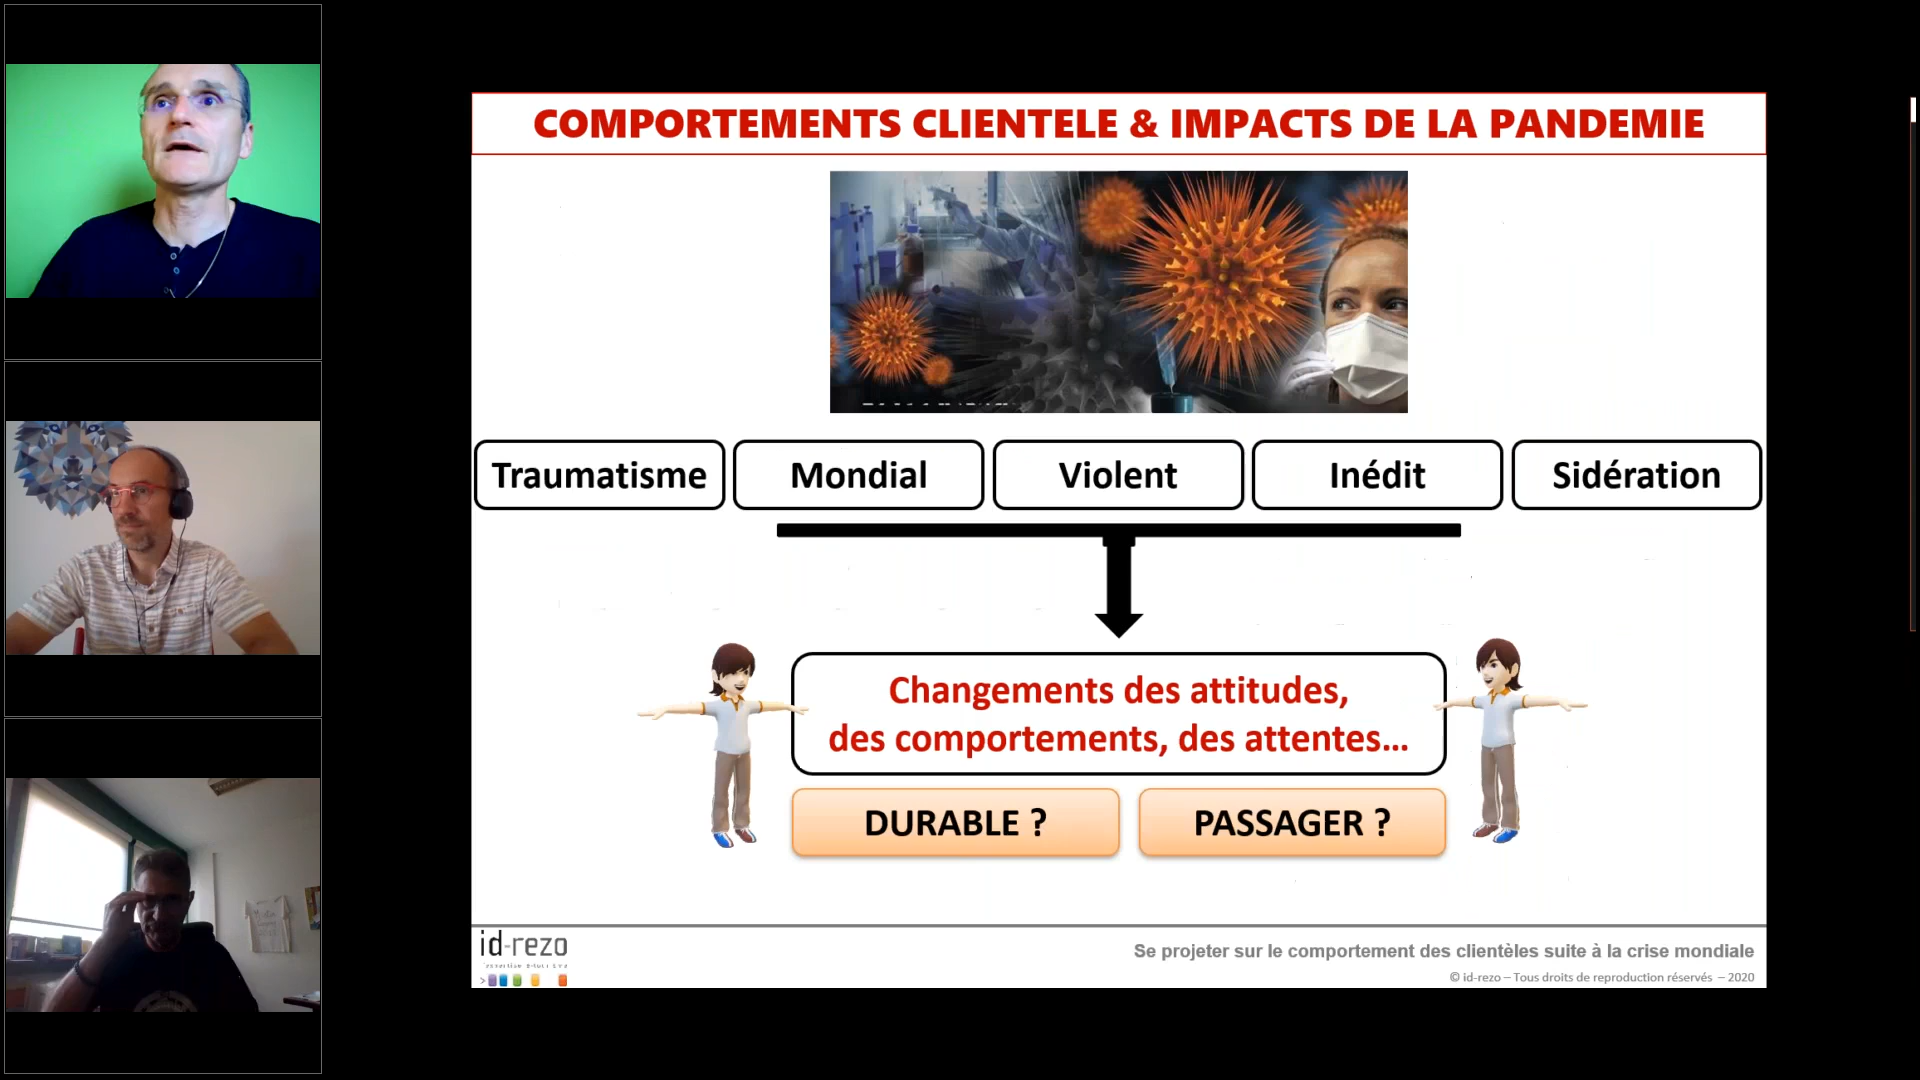 COMPORTEMENTS CLIENTELE & IMPACTS DE LA PANDEMIE
Traumatisme
Mondial
Violent
Inédit
Sidération
Changements des attitudes,
des comportements, des attentes...
DURABLE ?
PASSAGER ?
id-rezo
Se projeter sur le comportement des clientèles suite à la crise mondiale
© id-rezo – Tous droits de reproduction réservés – 2020